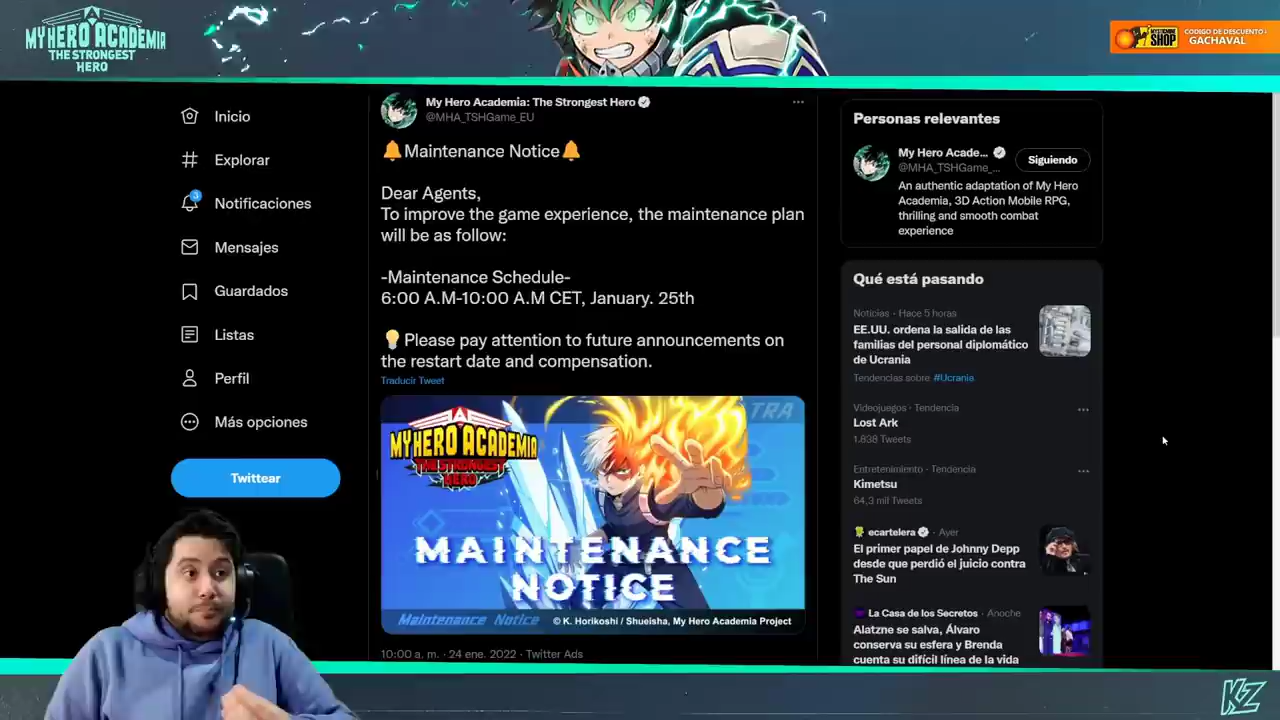 MY HERO ACADEMIA
THE STRONGEST
HERO
MYSTICAL
SHOP
CODIGO DE DESCUENTO:
GACHAVAL
Inicio
Explorar
3
Notificaciones
Mensajes
Guardados
Listas
Perfil
Más opciones
Twittear
My Hero Academia: The Strongest Hero
@MHA_TSHGame_EU
🔔Maintenance Notice🔔
Dear Agents,
To improve the game experience, the maintenance plan
will be as follow:
-Maintenance Schedule-
6:00 A.M-10:00 A.M CET, January. 25th
💡Please pay attention to future announcements on
the restart date and compensation.
Traducir Tweet
MY HERO ACADEMIA
THE STRONGEST
HERO
MAINTENANCE
NOTICE
Maintenance Notice
© K. Horikoshi / Shueisha, My Hero Academia Project
10:00 a. m. · 24 ene. 2022 · Twitter Ads
Personas relevantes
My Hero Acade...
@MHA_TSHGame_...
Siguiendo
An authentic adaptation of My Hero
Academia, 3D Action Mobile RPG,
thrilling and smooth combat
experience
Qué está pasando
Noticias · Hace 5 horas
EE.UU. ordena la salida de las
familias del personal diplomático
de Ucrania
Tendencias sobre #Ucrania
Videojuegos · Tendencia
Lost Ark
1.838 Tweets
Entretenimiento · Tendencia
Kimetsu
64,3 mil Tweets
ecartelera · Ayer
El primer papel de Johnny Depp
desde que perdió el juicio contra
The Sun
La Casa de los Secretos · Anoche
Alatzne se salva, Álvaro
conserva su esfera y Brenda
cuenta su difícil línea de la vida
KZ